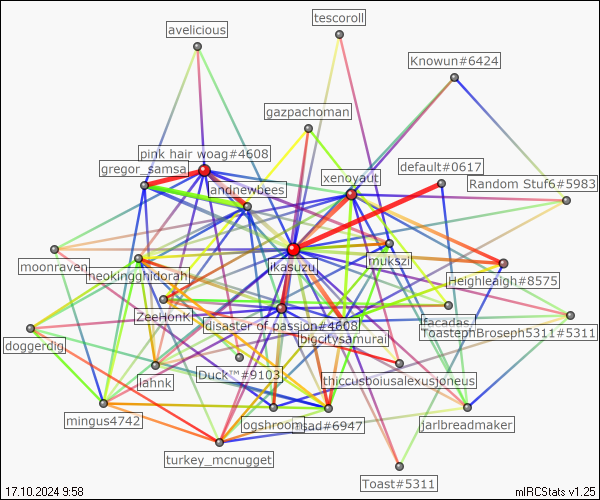 tescoroll
avelicious
Knowun#6424
gazpachoman
pink hair woag#4608
gregor_samsa
xenoyaut
default#0617
andnewbees
Random Stuf6#5983
ikasuzu
mukszi
moonraven
neokingghidorah
Heighleaigh#8575
ZeeHonK
disaster of passion#4608
facadas
ToastephBroseph5311#5311
bigcitysamurai
doggerdig
lahnk
Duck™#9103
thiccusboiusalexusjoneus
mingus4742
ogshroom
sad#6947
jarlbreadmaker
turkey_mcnugget
Toast#5311
17.10.2024 9:58
mIRCStats v1.25